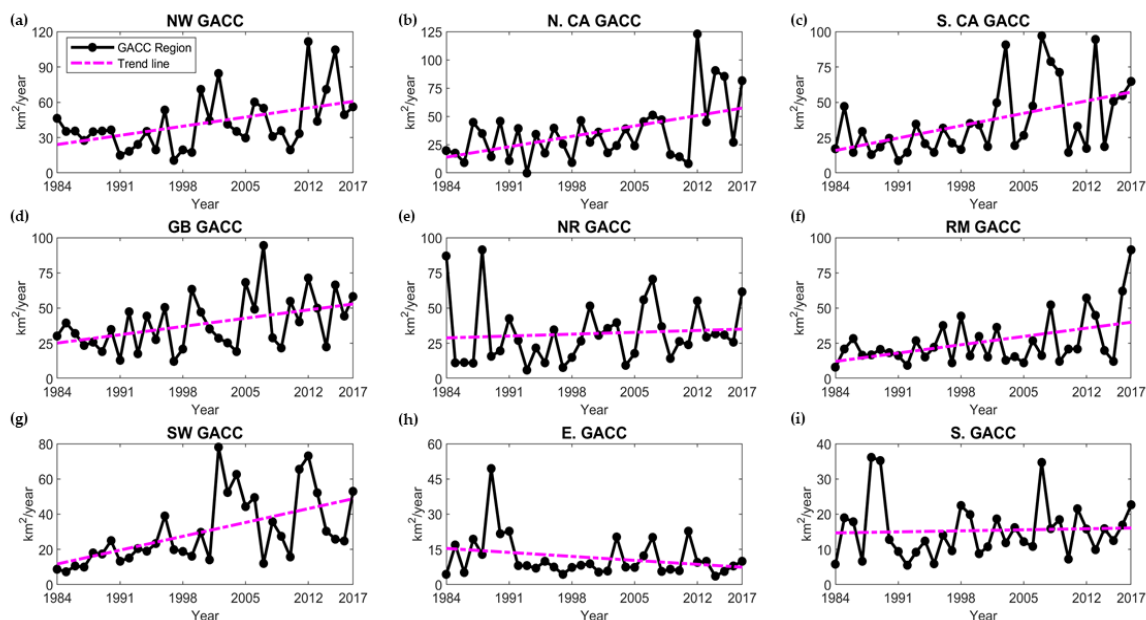 (a) NW GACC
km²/year
120
90
60
30
0
GACC Region
Trend line
1984 1991 1998 2005 2012 2017
Year
(b) N. CA GACC
km²/year
125
100
75
50
25
0
1984 1991 1998 2005 2012 2017
Year
(c) S. CA GACC
km²/year
100
75
50
25
0
1984 1991 1998 2005 2012 2017
Year
(d) GB GACC
km²/year
100
75
50
25
0
1984 1991 1998 2005 2012 2017
Year
(e) NR GACC
km²/year
100
75
50
25
0
1984 1991 1998 2005 2012 2017
Year
(f) RM GACC
km²/year
100
75
50
25
0
1984 1991 1998 2005 2012 2017
Year
(g) SW GACC
km²/year
80
60
40
20
0
1984 1991 1998 2005 2012 2017
Year
(h) E. GACC
km²/year
60
45
30
15
0
1984 1991 1998 2005 2012 2017
Year
(i) S. GACC
km²/year
40
30
20
10
0
1984 1991 1998 2005 2012 2017
Year